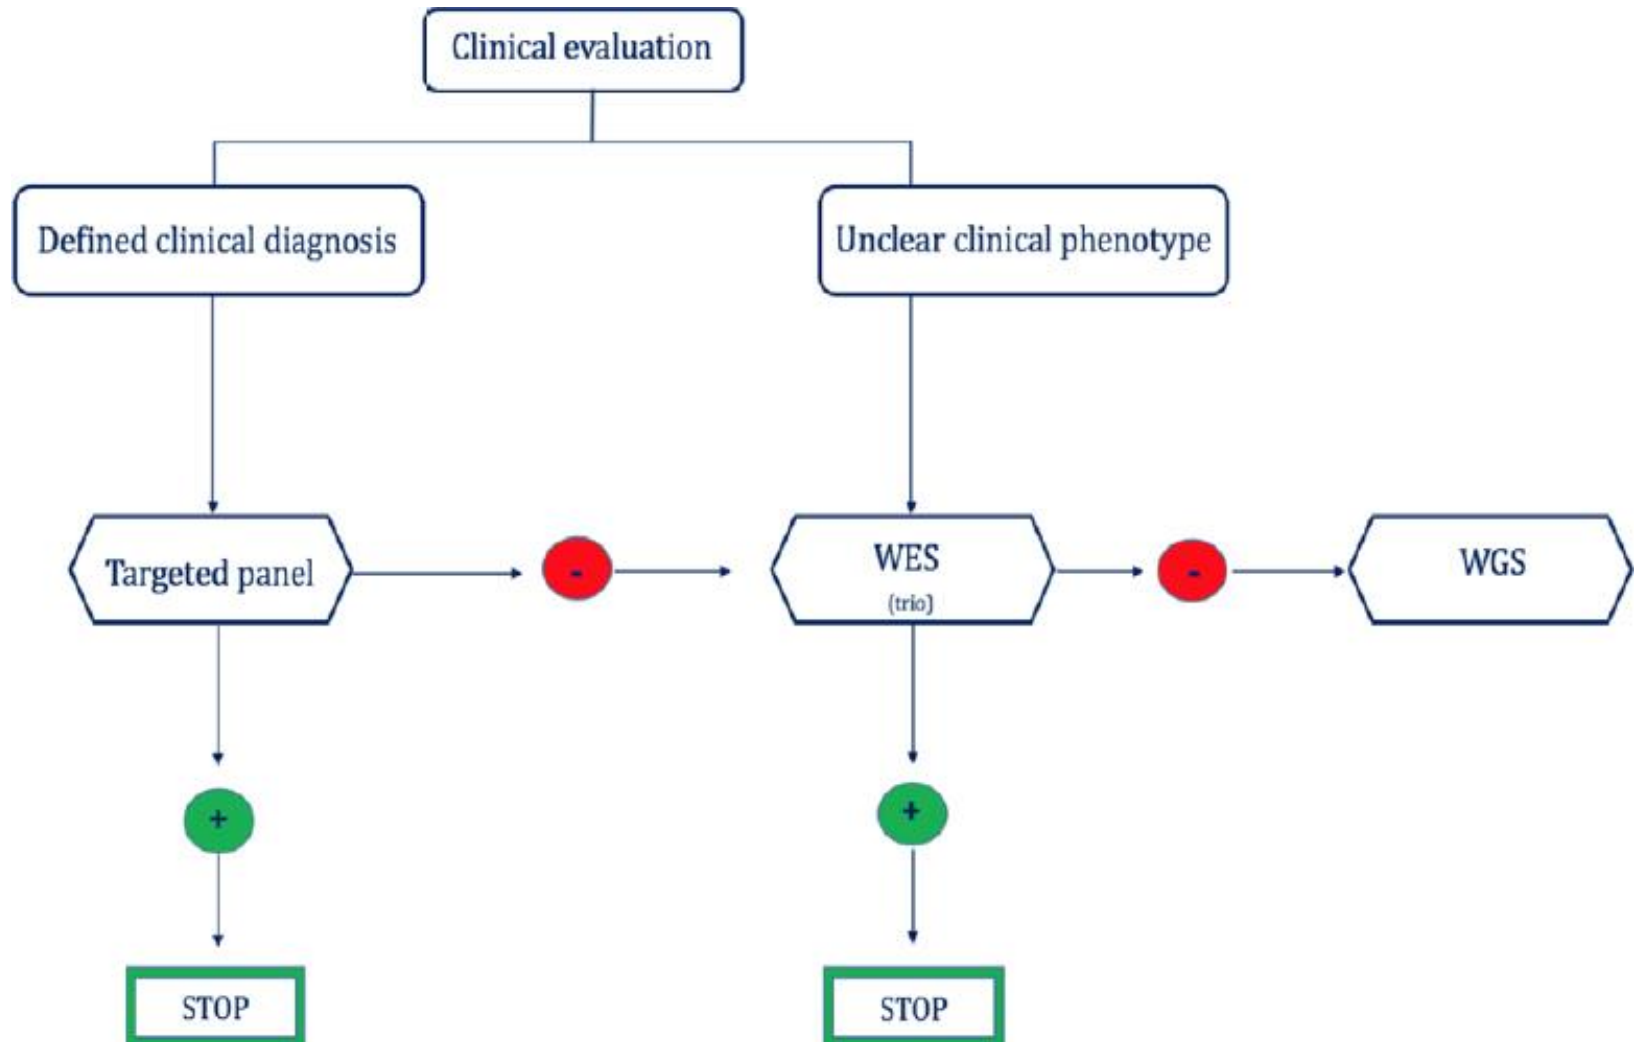 Clinical evaluation
Defined clinical diagnosis
Unclear clinical phenotype
Targeted panel
-
WES
(trio)
-
WGS
+
+
STOP
STOP